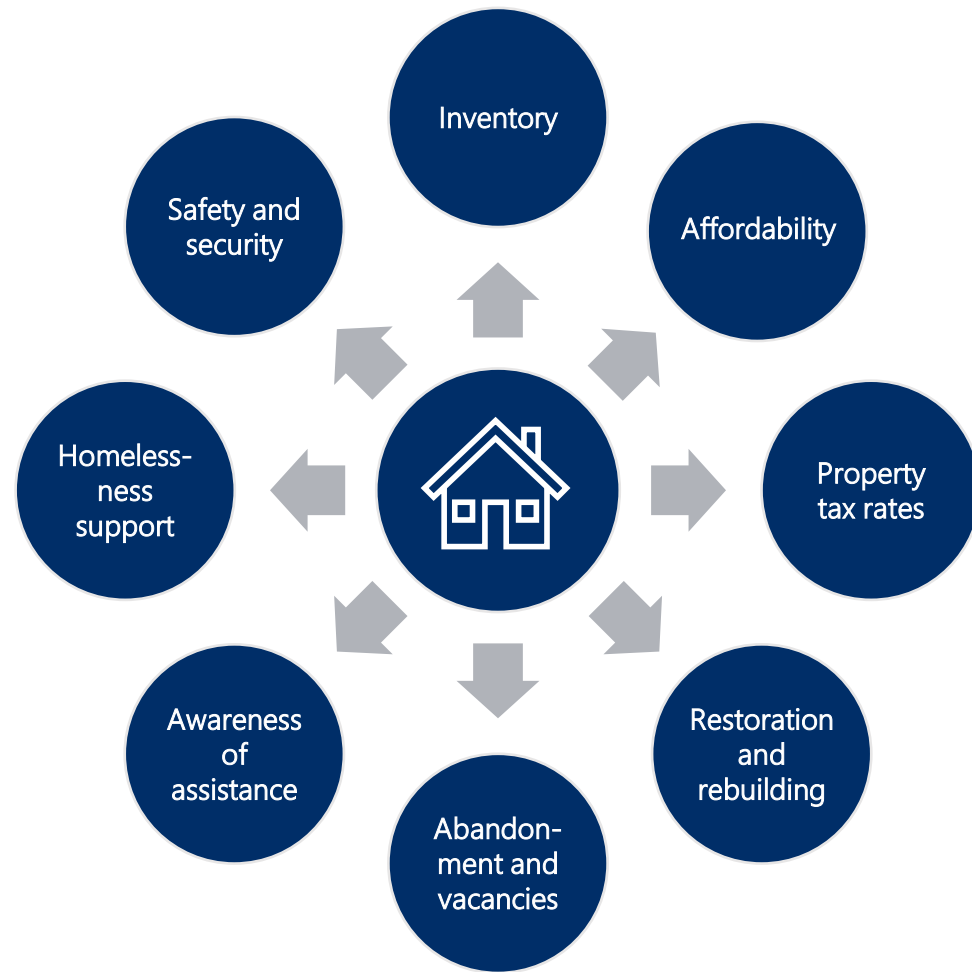 Inventory
Affordability
Property
tax rates
Restoration
and
rebuilding
Abandon-
ment and
vacancies
Awareness
of
assistance
Homeless-
ness
support
Safety and
security